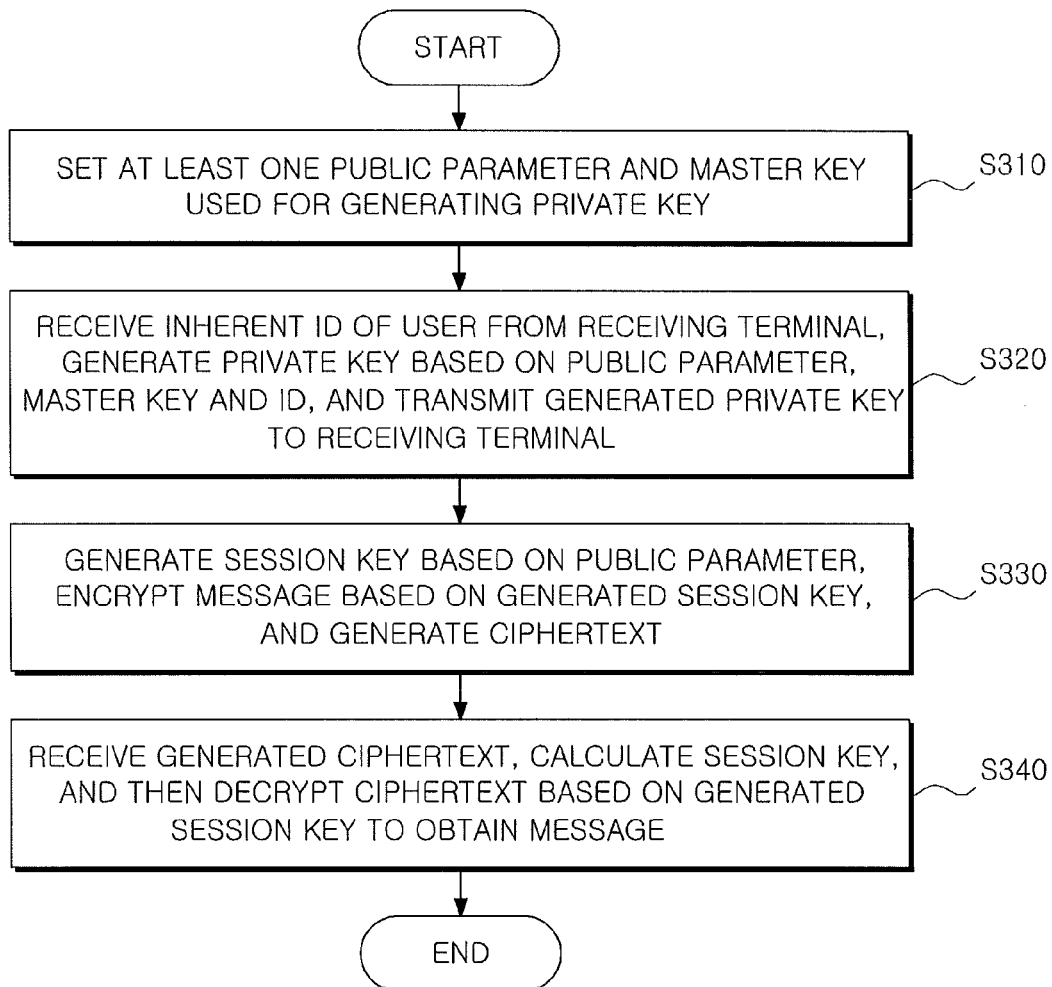 START
SET AT LEAST ONE PUBLIC PARAMETER AND MASTER KEY
USED FOR GENERATING PRIVATE KEY
S310
RECEIVE INHERENT ID OF USER FROM RECEIVING TERMINAL,
GENERATE PRIVATE KEY BASED ON PUBLIC PARAMETER,
MASTER KEY AND ID, AND TRANSMIT GENERATED PRIVATE KEY
TO RECEIVING TERMINAL
S320
GENERATE SESSION KEY BASED ON PUBLIC PARAMETER,
ENCRYPT MESSAGE BASED ON GENERATED SESSION KEY,
AND GENERATE CIPHERTEXT
S330
RECEIVE GENERATED CIPHERTEXT, CALCULATE SESSION KEY,
AND THEN DECRYPT CIPHERTEXT BASED ON GENERATED
SESSION KEY TO OBTAIN MESSAGE
S340
END